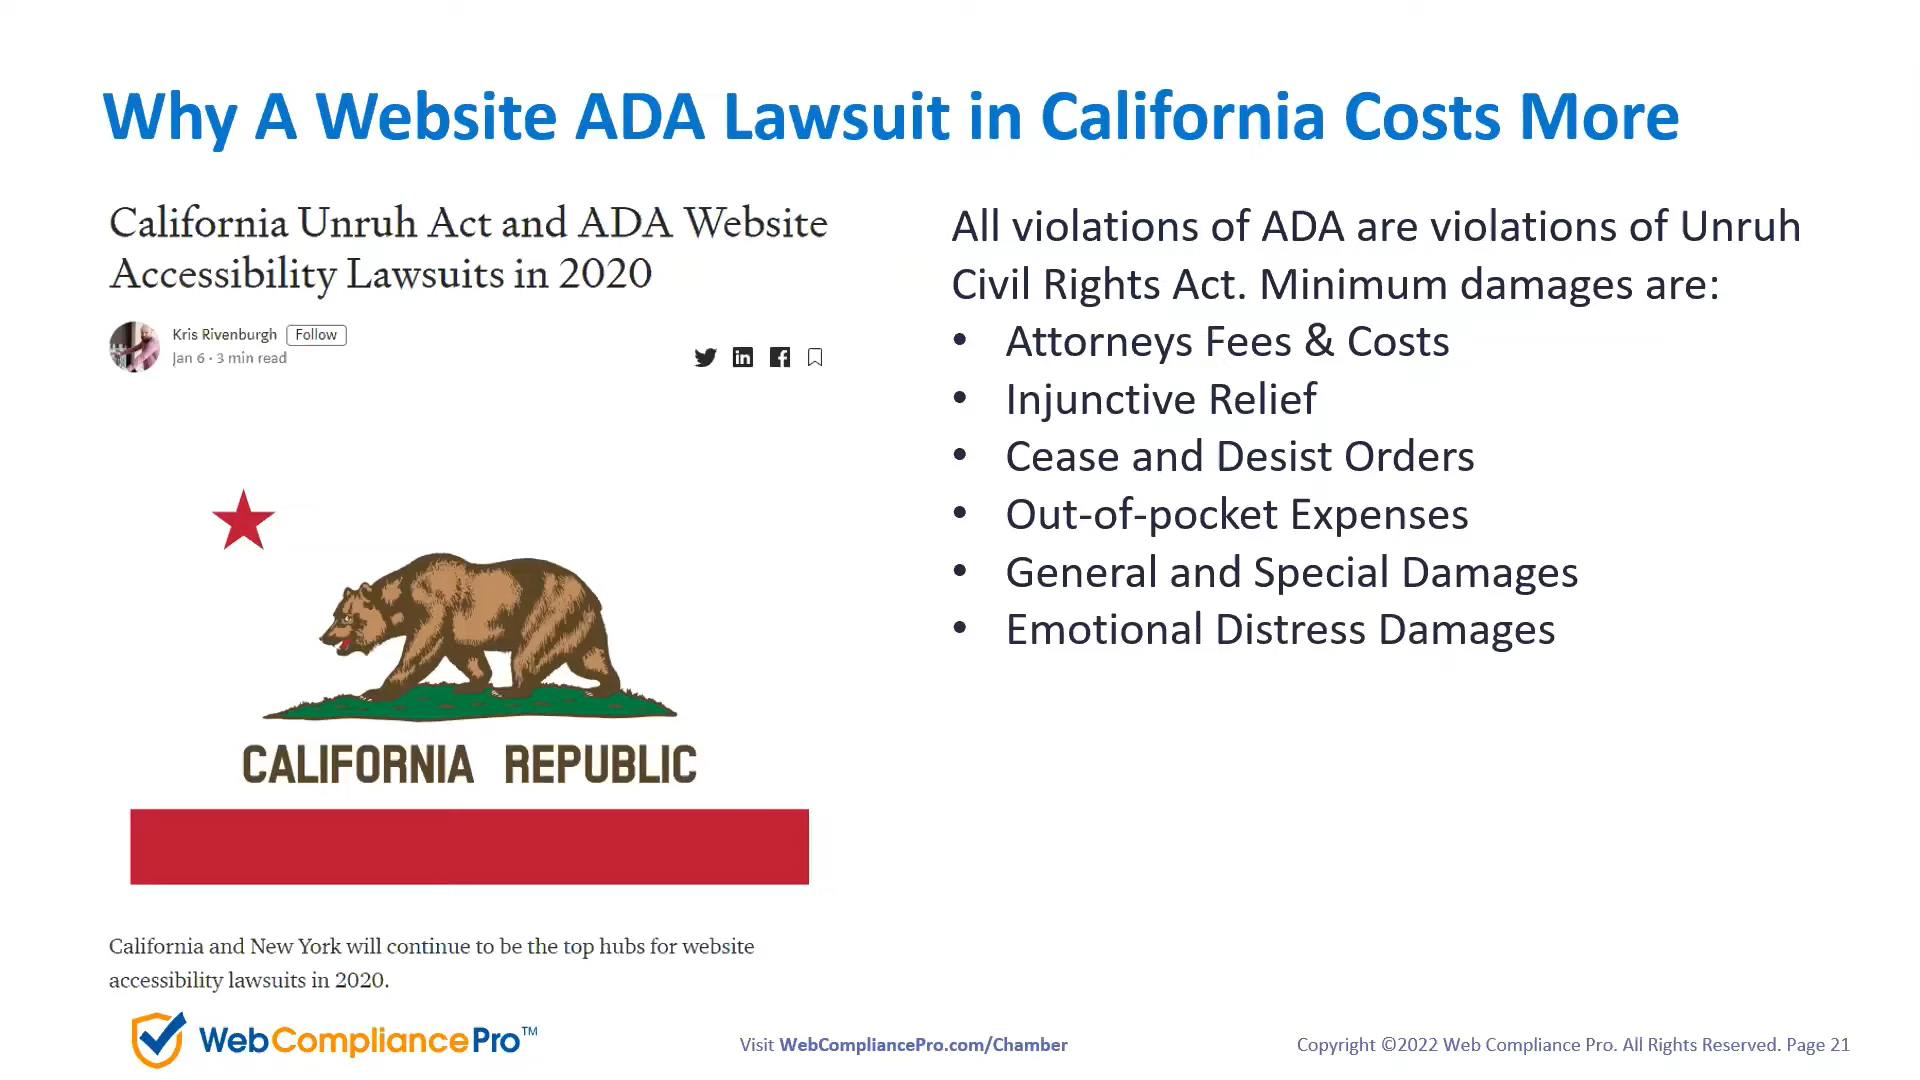 Why A Website ADA Lawsuit in California Costs More
California Unruh Act and ADA Website
Accessibility Lawsuits in 2020
Kris Rivenburgh Follow
Jan 6 · 3 min read
CALIFORNIA REPUBLIC
California and New York will continue to be the top hubs for website
accessibility lawsuits in 2020.
All violations of ADA are violations of Unruh
Civil Rights Act. Minimum damages are:
• Attorneys Fees & Costs
• Injunctive Relief
• Cease and Desist Orders
• Out-of-pocket Expenses
• General and Special Damages
• Emotional Distress Damages
WebCompliancePro™
Visit WebCompliancePro.com/Chamber
Copyright ©2022 Web Compliance Pro. All Rights Reserved. Page 21